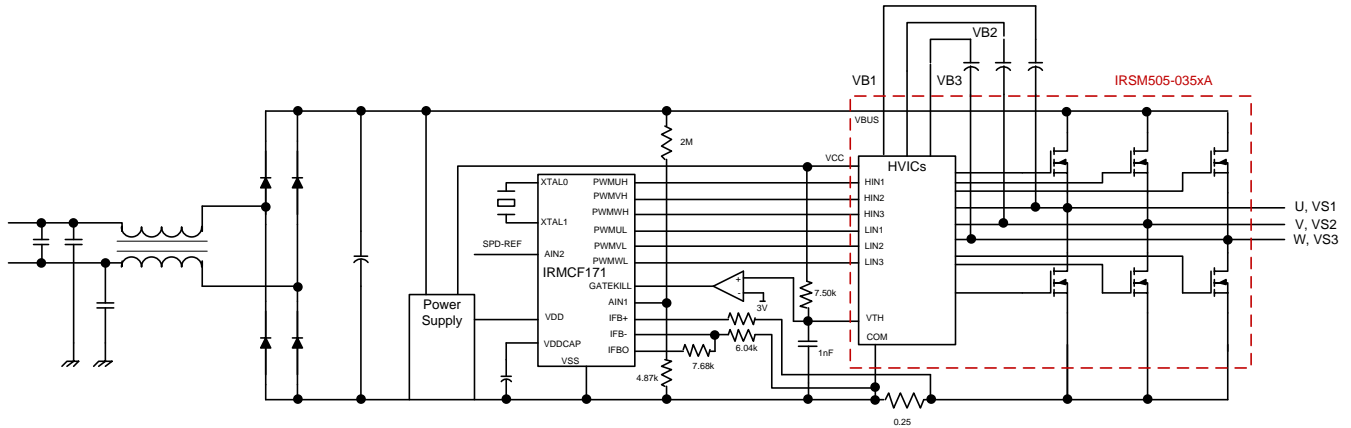 VB2
VB1
VB3
IRSM505-035xA
VBUS
2M
VCC
HVICs
XTAL0
PWMUH
HIN1
PWMVH
HIN2
PWMWH
HIN3
XTAL1
PWMUL
LIN1
SPD-REF
AIN2
PWMVL
LIN2
PWMWL
LIN3
IRMCF171
U, VS1
V, VS2
W, VS3
GATEKILL
+
-
3V
7.50k
AIN1
Power
Supply
VDD
IFB+
VTH
IFB-
COM
VDDCAP
IFBO
6.04k
1nF
VSS
7.68k
4.87k
0.25